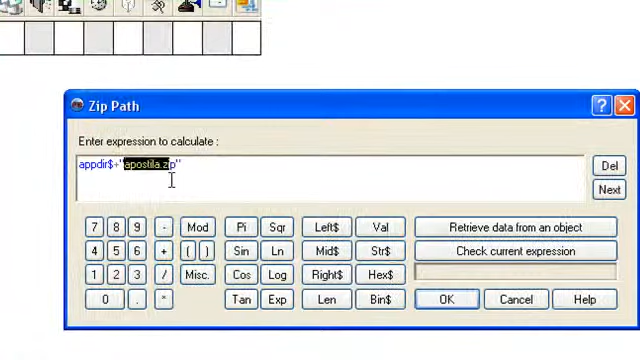 Zip Path
?
Enter expression to calculate :
appdir$+"apostila.zip"
Del
Next
7 8 9 - Mod Pi Sqr Left$ Val Retrieve data from an object
4 5 6 + ( ) Sin Ln Mid$ Str$ Check current expression
1 2 3 / Misc. Cos Log Right$ Hex$
0 . * Tan Exp Len Bin$ OK Cancel Help